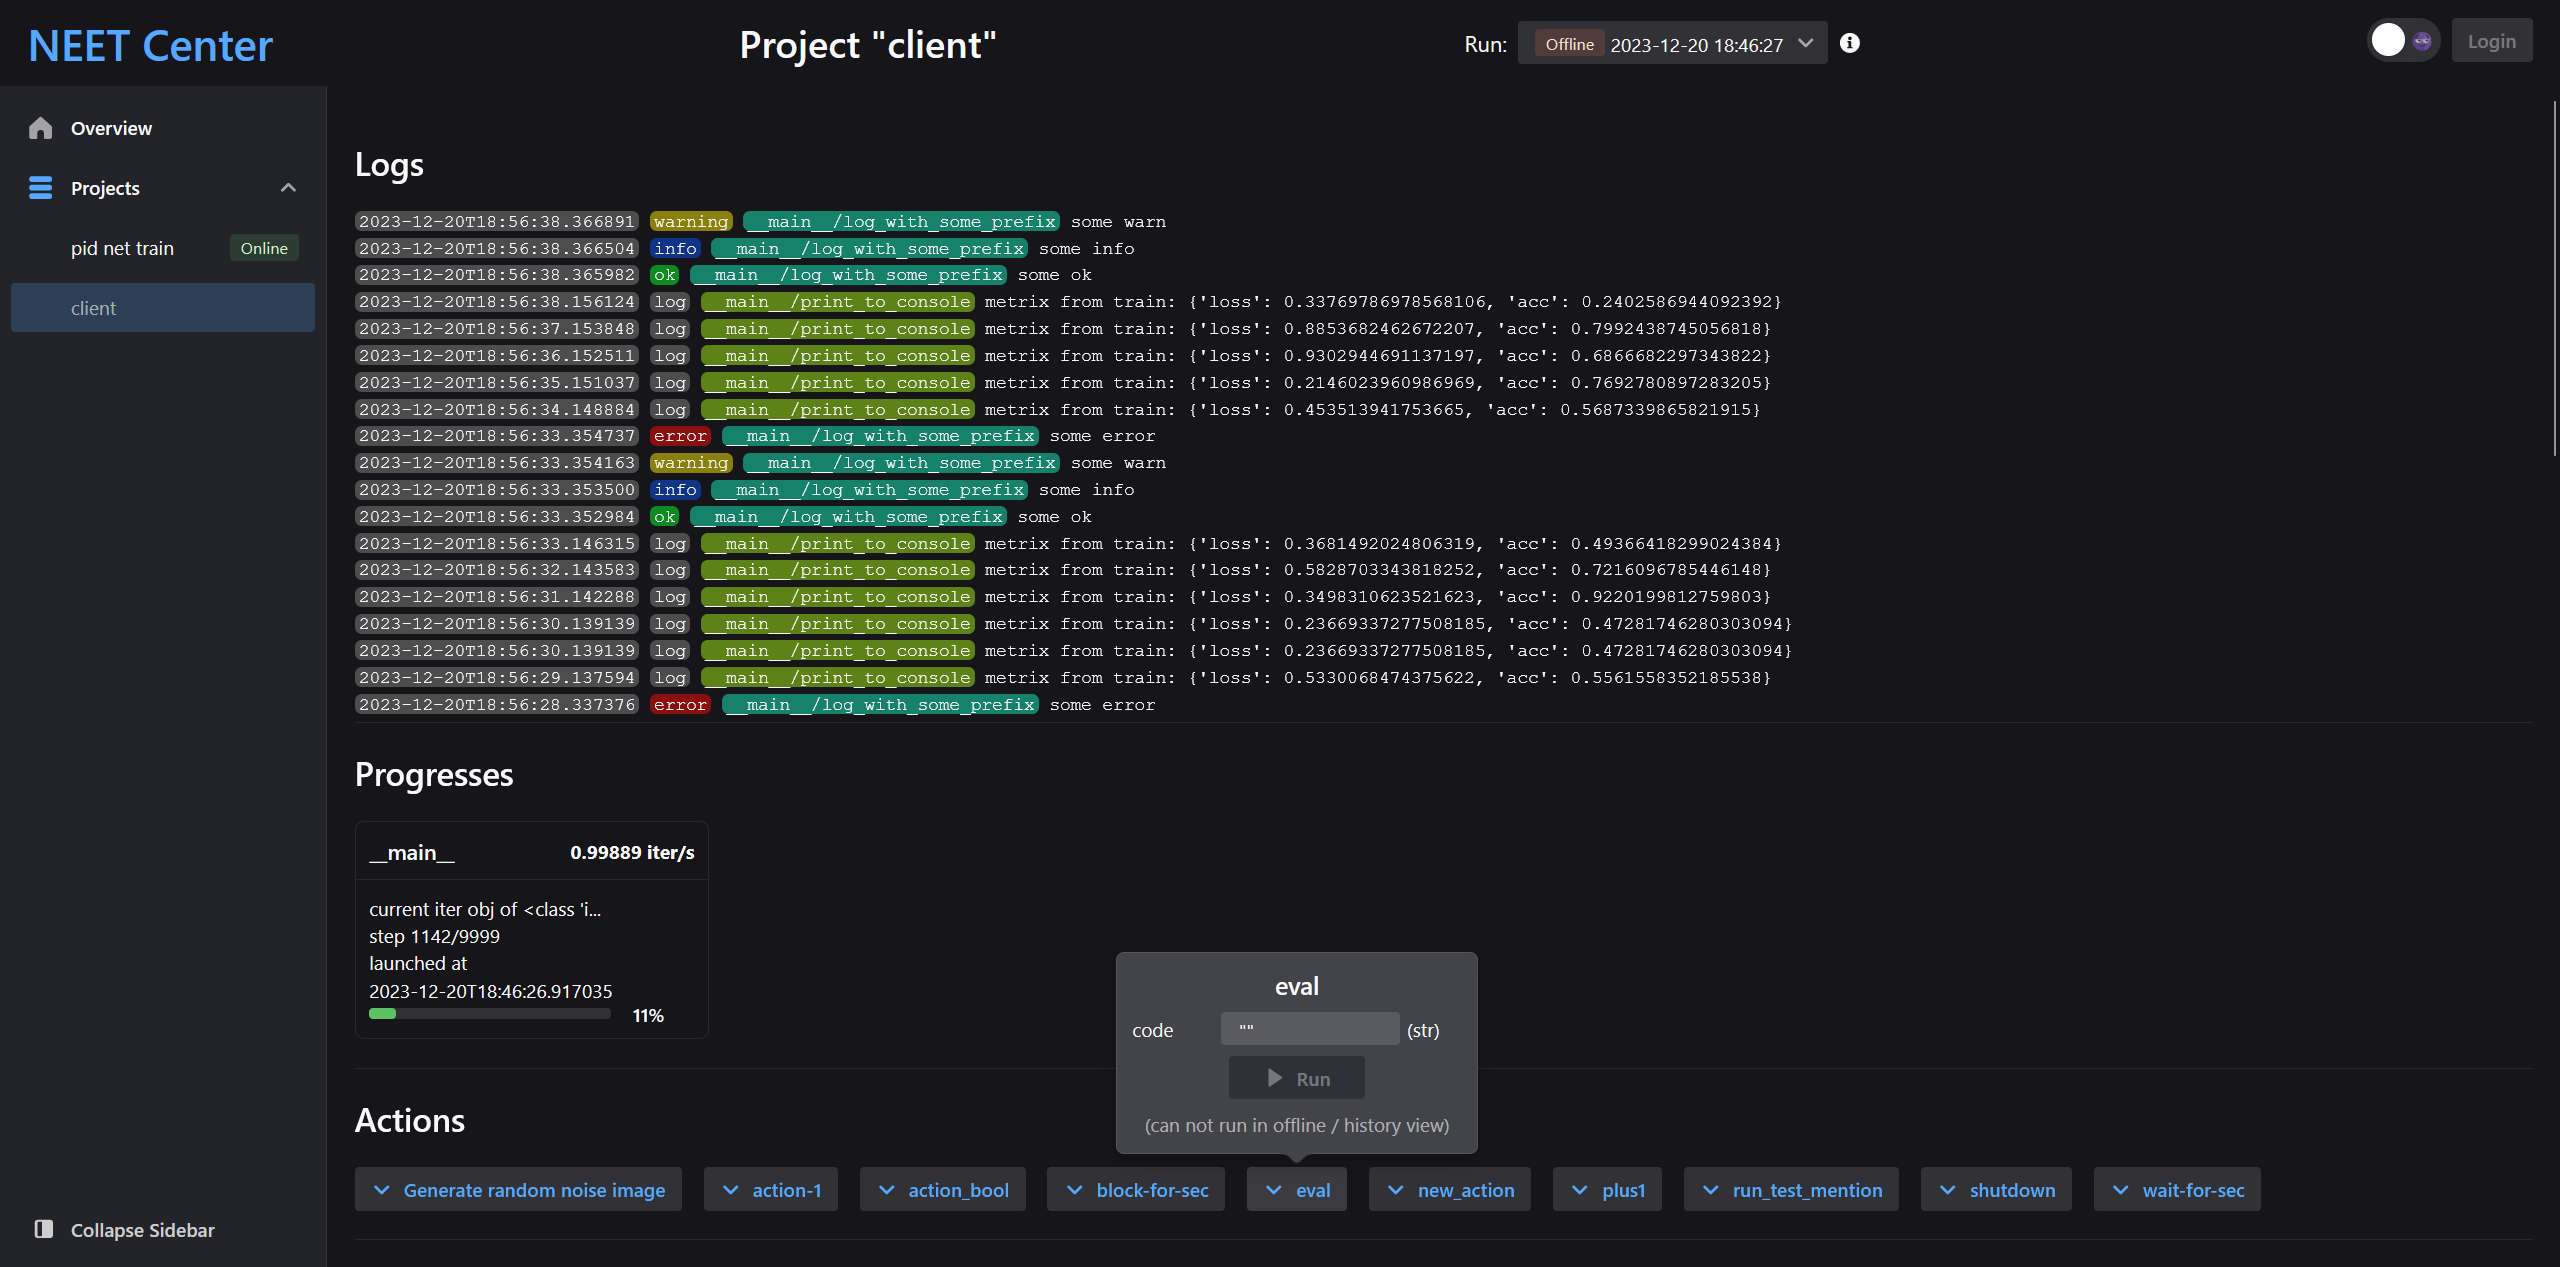 NEET Center
Project "client"
Run: Offline 2023-12-20 18:46:27
Login
Overview
Projects
pid net train Online
client
Collapse Sidebar
Logs
2023-12-20T18:56:38.366891 warning __main__/log_with_some_prefix some warn
2023-12-20T18:56:38.366504 info __main__/log_with_some_prefix some info
2023-12-20T18:56:38.365982 ok __main__/log_with_some_prefix some ok
2023-12-20T18:56:38.156124 log __main__/print_to_console metrix from train: {'loss': 0.33769786978568106, 'acc': 0.2402586944092392}
2023-12-20T18:56:37.153848 log __main__/print_to_console metrix from train: {'loss': 0.8853682462672207, 'acc': 0.7992438745056818}
2023-12-20T18:56:36.152511 log __main__/print_to_console metrix from train: {'loss': 0.9302944691137197, 'acc': 0.6866682297343822}
2023-12-20T18:56:35.151037 log __main__/print_to_console metrix from train: {'loss': 0.2146023960986969, 'acc': 0.7692780897283205}
2023-12-20T18:56:34.148884 log __main__/print_to_console metrix from train: {'loss': 0.453513941753665, 'acc': 0.5687339865821915}
2023-12-20T18:56:33.354737 error __main__/log_with_some_prefix some error
2023-12-20T18:56:33.354163 warning __main__/log_with_some_prefix some warn
2023-12-20T18:56:33.353500 info __main__/log_with_some_prefix some info
2023-12-20T18:56:33.352984 ok __main__/log_with_some_prefix some ok
2023-12-20T18:56:33.146315 log __main__/print_to_console metrix from train: {'loss': 0.3681492024806319, 'acc': 0.49366418299024384}
2023-12-20T18:56:32.143583 log __main__/print_to_console metrix from train: {'loss': 0.5828703343818252, 'acc': 0.7216096785446148}
2023-12-20T18:56:31.142288 log __main__/print_to_console metrix from train: {'loss': 0.3498310623521623, 'acc': 0.9220199812759803}
2023-12-20T18:56:30.139139 log __main__/print_to_console metrix from train: {'loss': 0.23669337277508185, 'acc': 0.47281746280303094}
2023-12-20T18:56:30.139139 log __main__/print_to_console metrix from train: {'loss': 0.23669337277508185, 'acc': 0.47281746280303094}
2023-12-20T18:56:29.137594 log __main__/print_to_console metrix from train: {'loss': 0.5330068474375622, 'acc': 0.5561558352185538}
2023-12-20T18:56:28.337376 error __main__/log_with_some_prefix some error
Progresses
__main__ 0.99889 iter/s
current iter obj of <class 'i...
step 1142/9999
launched at
2023-12-20T18:46:26.917035
11%
eval
code "" (str)
Run
(can not run in offline / history view)
Actions
Generate random noise image action-1 action_bool block-for-sec eval new_action plus1 run_test_mention shutdown wait-for-sec